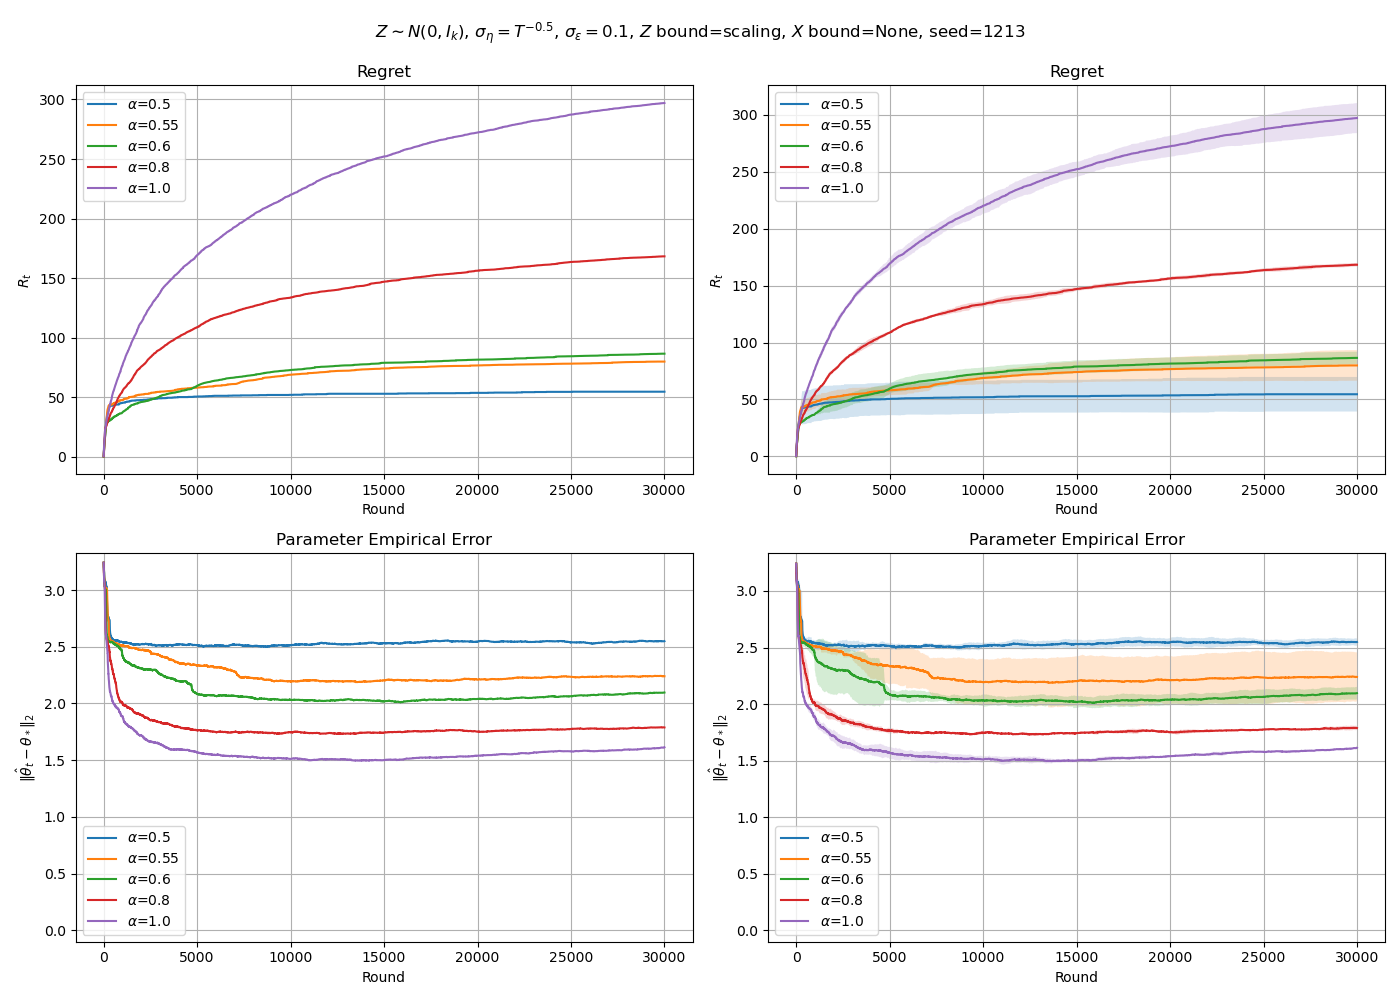 Z ~ N(0, I_k), σ_η = T^{-0.5}, σ_ε = 0.1, Z bound=scaling, X bound=None, seed=1213
Regret
R_t
300
250
200
150
100
50
0
α=0.5
α=0.55
α=0.6
α=0.8
α=1.0
0 5000 10000 15000 20000 25000 30000
Round
Regret
R_t
300
250
200
150
100
50
0
α=0.5
α=0.55
α=0.6
α=0.8
α=1.0
0 5000 10000 15000 20000 25000 30000
Round
Parameter Empirical Error
‖θ̂_t − θ_*‖_2
3.0
2.5
2.0
1.5
1.0
0.5
0.0
α=0.5
α=0.55
α=0.6
α=0.8
α=1.0
0 5000 10000 15000 20000 25000 30000
Round
Parameter Empirical Error
‖θ̂_t − θ_*‖_2
3.0
2.5
2.0
1.5
1.0
0.5
0.0
α=0.5
α=0.55
α=0.6
α=0.8
α=1.0
0 5000 10000 15000 20000 25000 30000
Round